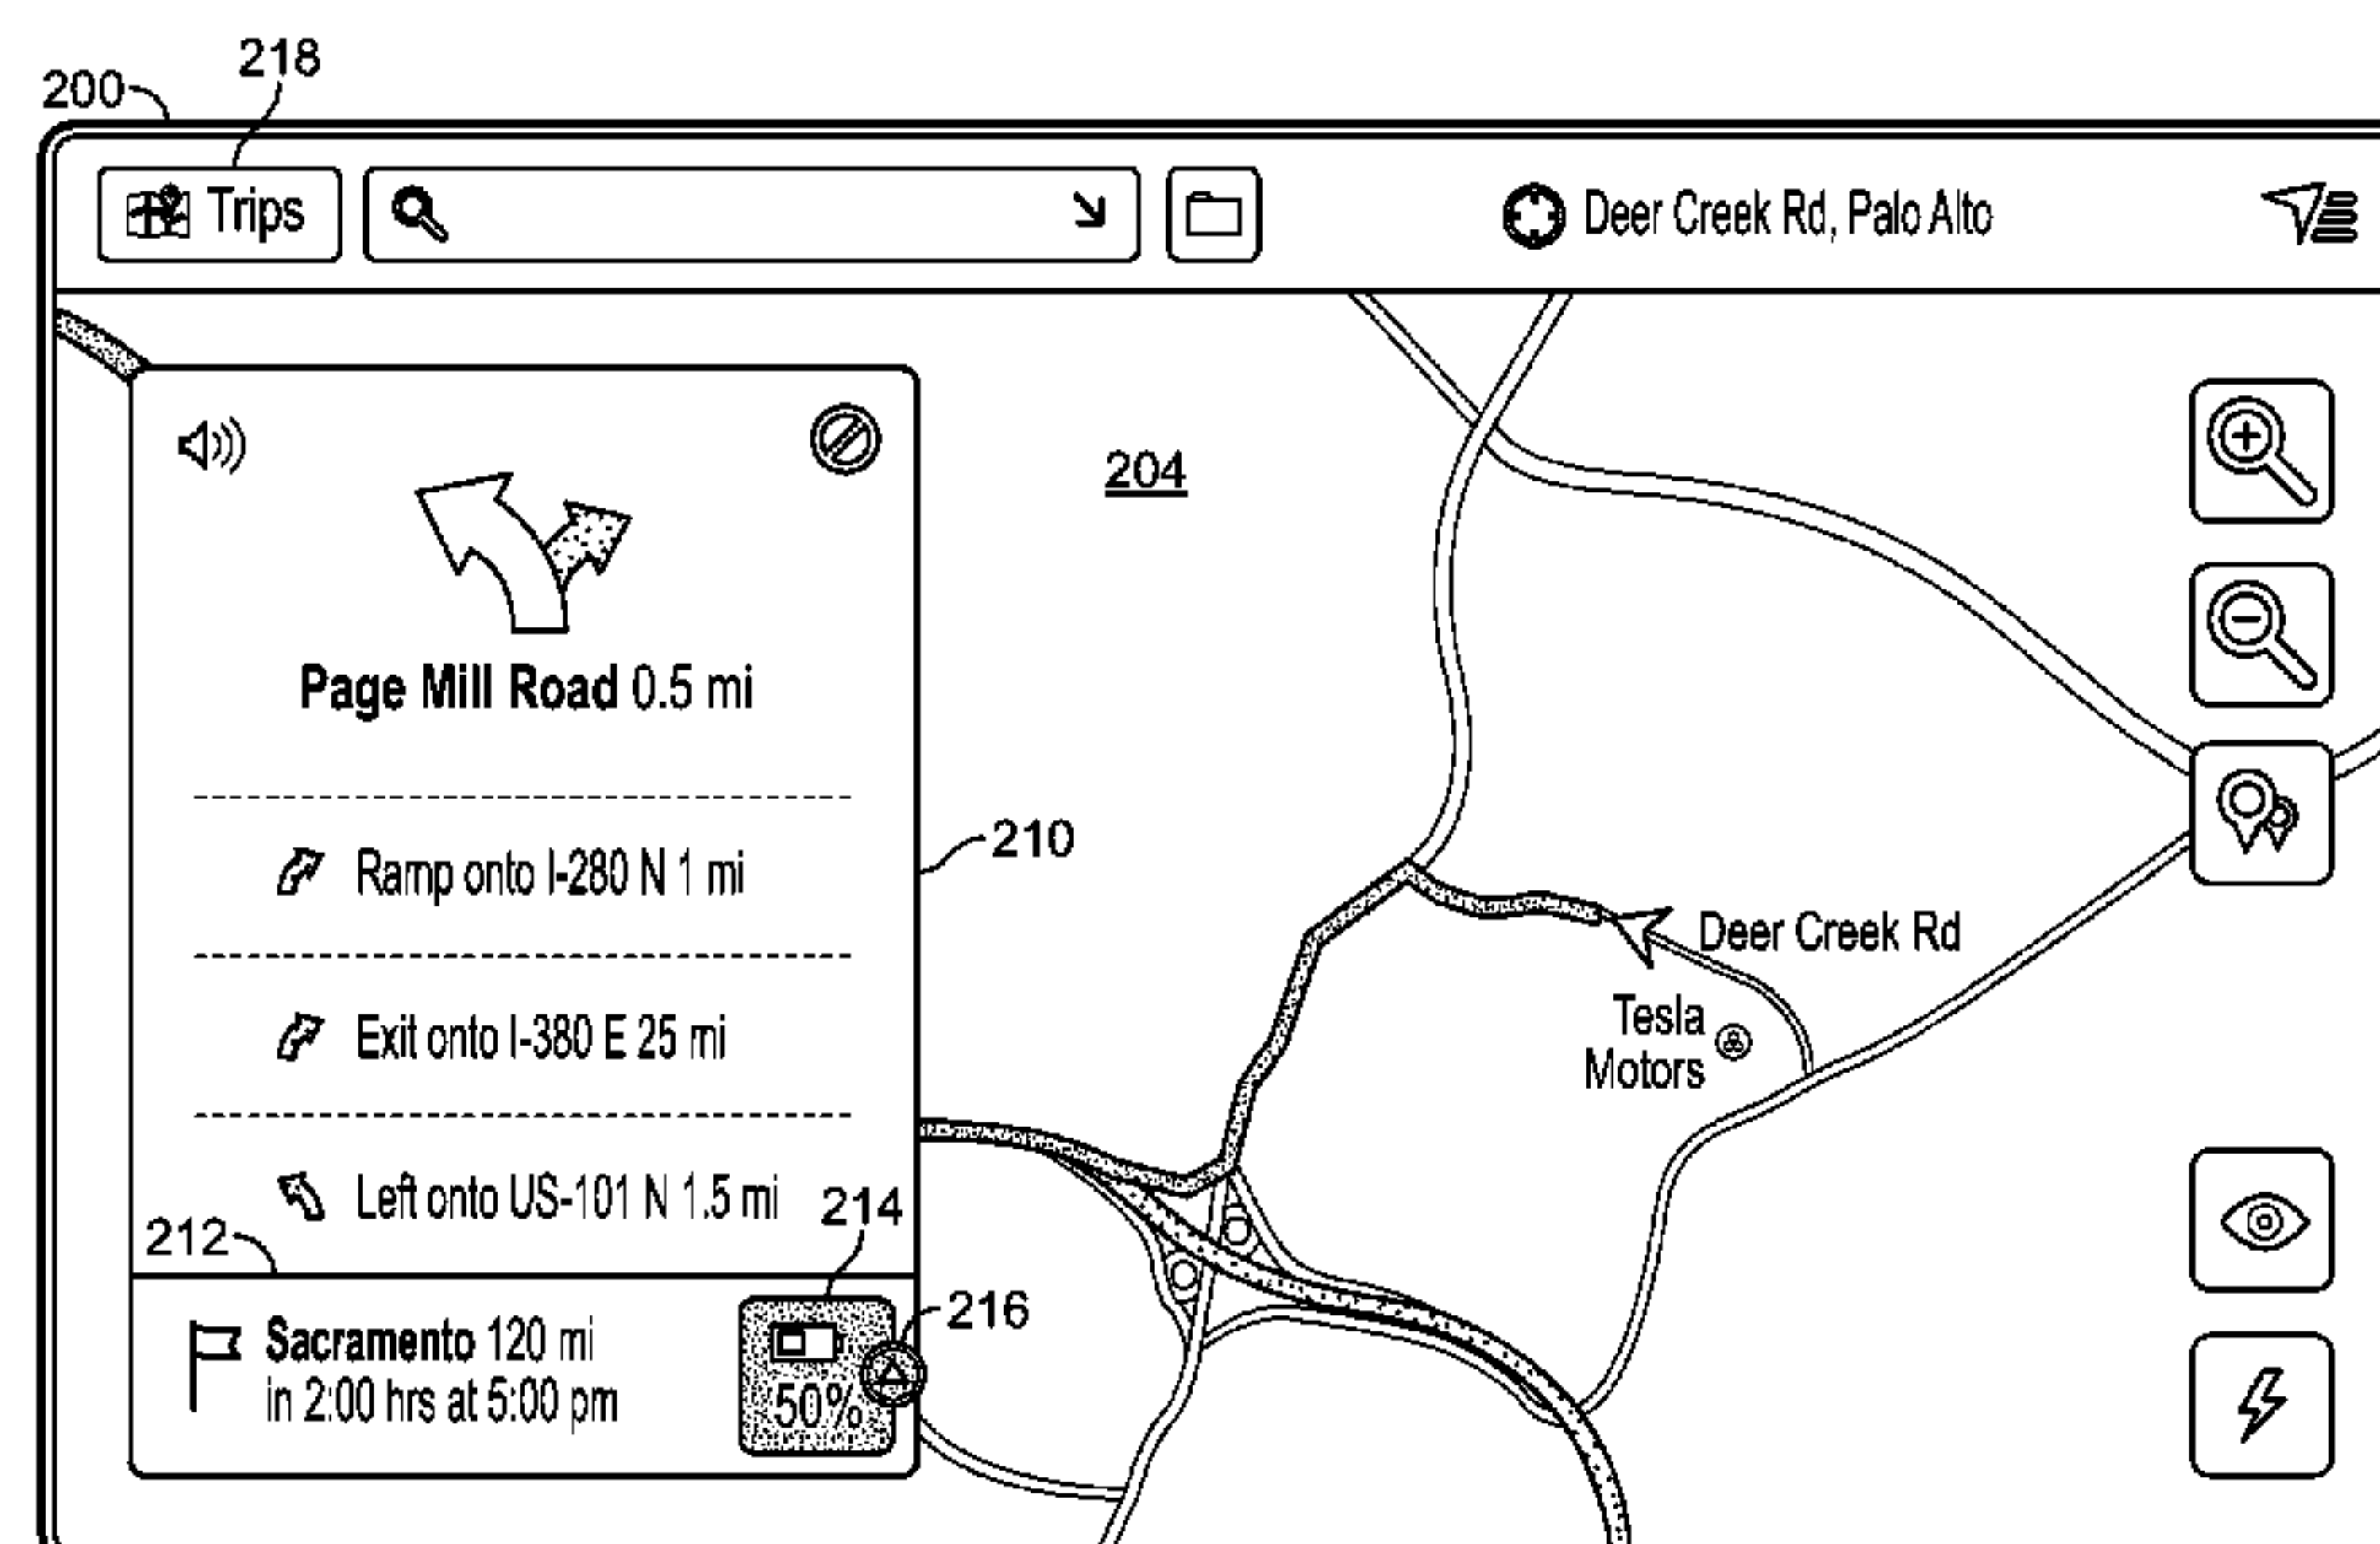 218
200
Trips
Deer Creek Rd, Palo Alto
204
Page Mill Road 0.5 mi
210
Ramp onto I-280 N 1 mi
Deer Creek Rd
Tesla
Motors
Exit onto I-380 E 25 mi
Left onto US-101 N 1.5 mi
214
212
216
Sacramento 120 mi
in 2:00 hrs at 5:00 pm
50%